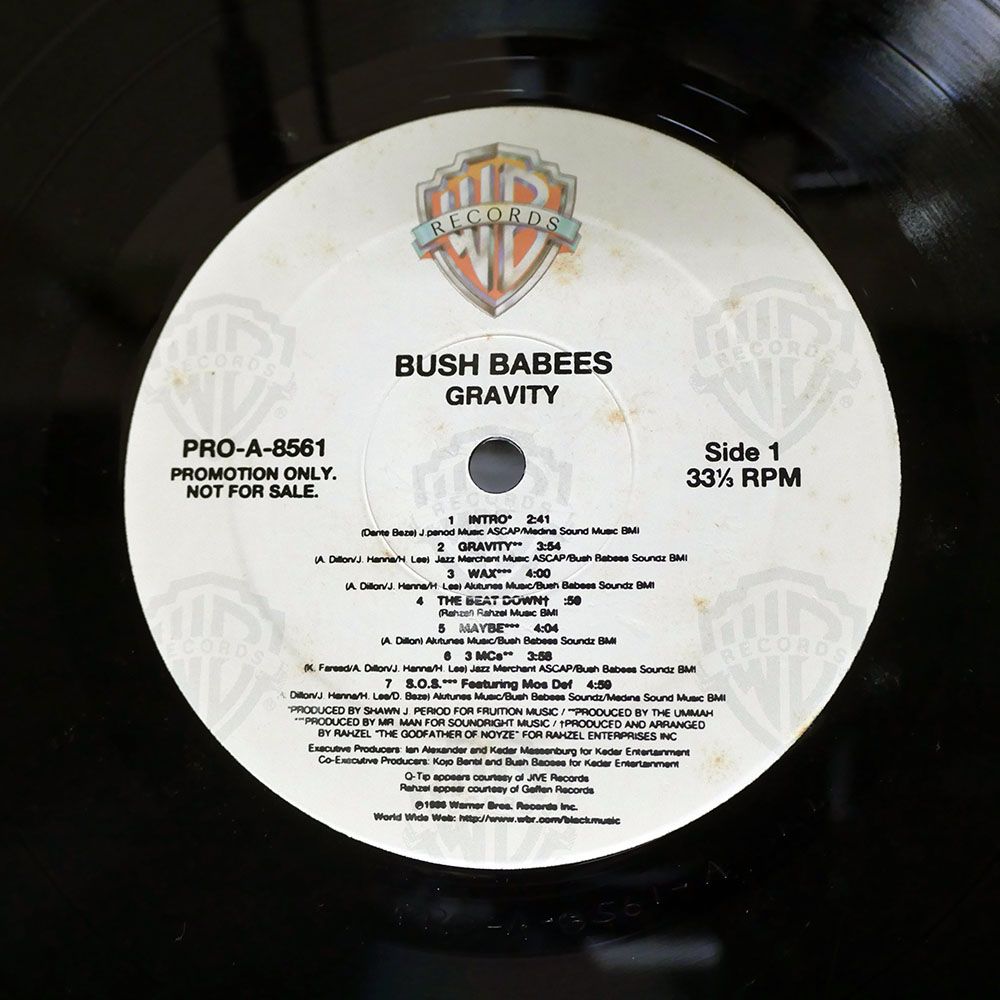 WB
RECORDS
BUSH BABEES
GRAVITY
PRO-A-8561
PROMOTION ONLY.
NOT FOR SALE.
Side 1
33⅓ RPM
1 INTRO* 2:41
(Dante Beze) J.period Music ASCAP/Medina Sound Music BMI
2 GRAVITY** 3:54
(A. Dillon/J. Hanna/H. Lee) Jazz Merchant Music ASCAP/Bush Babees Soundz BMI
3 WAX*** 4:00
(A. Dillon/J. Hanna/H. Lee) Akitunes Music/Bush Babees Soundz BMI
4 THE BEAT DOWN† :59
(Rahzel) Rahzel Music BMI
5 MAYBE*** 4:04
(A. Dillon) Akitunes Music/Bush Babees Soundz BMI
6 3 MCs** 3:58
(K. Fareed/A. Dillon/J. Hanna/H. Lee) Jazz Merchant ASCAP/Bush Babees Soundz BMI
7 S.O.S.*** Featuring Mos Def 4:59
A. Dillon/J. Hanna/H. Lee/D. Beze) Akitunes Music/Bush Babees Soundz/Medina Sound Music BMI
*PRODUCED BY SHAWN J. PERIOD FOR FRUITION MUSIC / **PRODUCED BY THE UMMAH
***PRODUCED BY MR. MAN FOR SOUNDRIGHT MUSIC / †PRODUCED AND ARRANGED
BY RAHZEL "THE GODFATHER OF NOYZE" FOR RAHZEL ENTERPRISES INC
Executive Producers: Ian Alexander and Kedar Massenburg for Kedar Entertainment
Co-Executive Producers: Kojo Bentil and Bush Babees for Kedar Entertainment
Q-Tip appears courtesy of JIVE Records
Rahzel appear courtesy of Geffen Records
℗©1996 Warner Bros. Records Inc.
World Wide Web: http://www.wbr.com/blackmusic